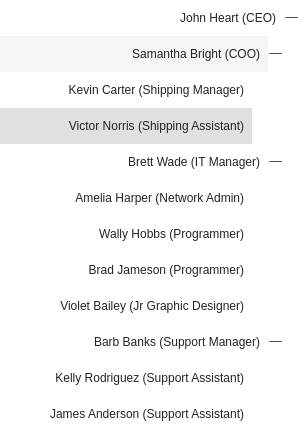 John Heart (CEO)
Samantha Bright (COO)
Kevin Carter (Shipping Manager)
Victor Norris (Shipping Assistant)
Brett Wade (IT Manager)
Amelia Harper (Network Admin)
Wally Hobbs (Programmer)
Brad Jameson (Programmer)
Violet Bailey (Jr Graphic Designer)
Barb Banks (Support Manager)
Kelly Rodriguez (Support Assistant)
James Anderson (Support Assistant)